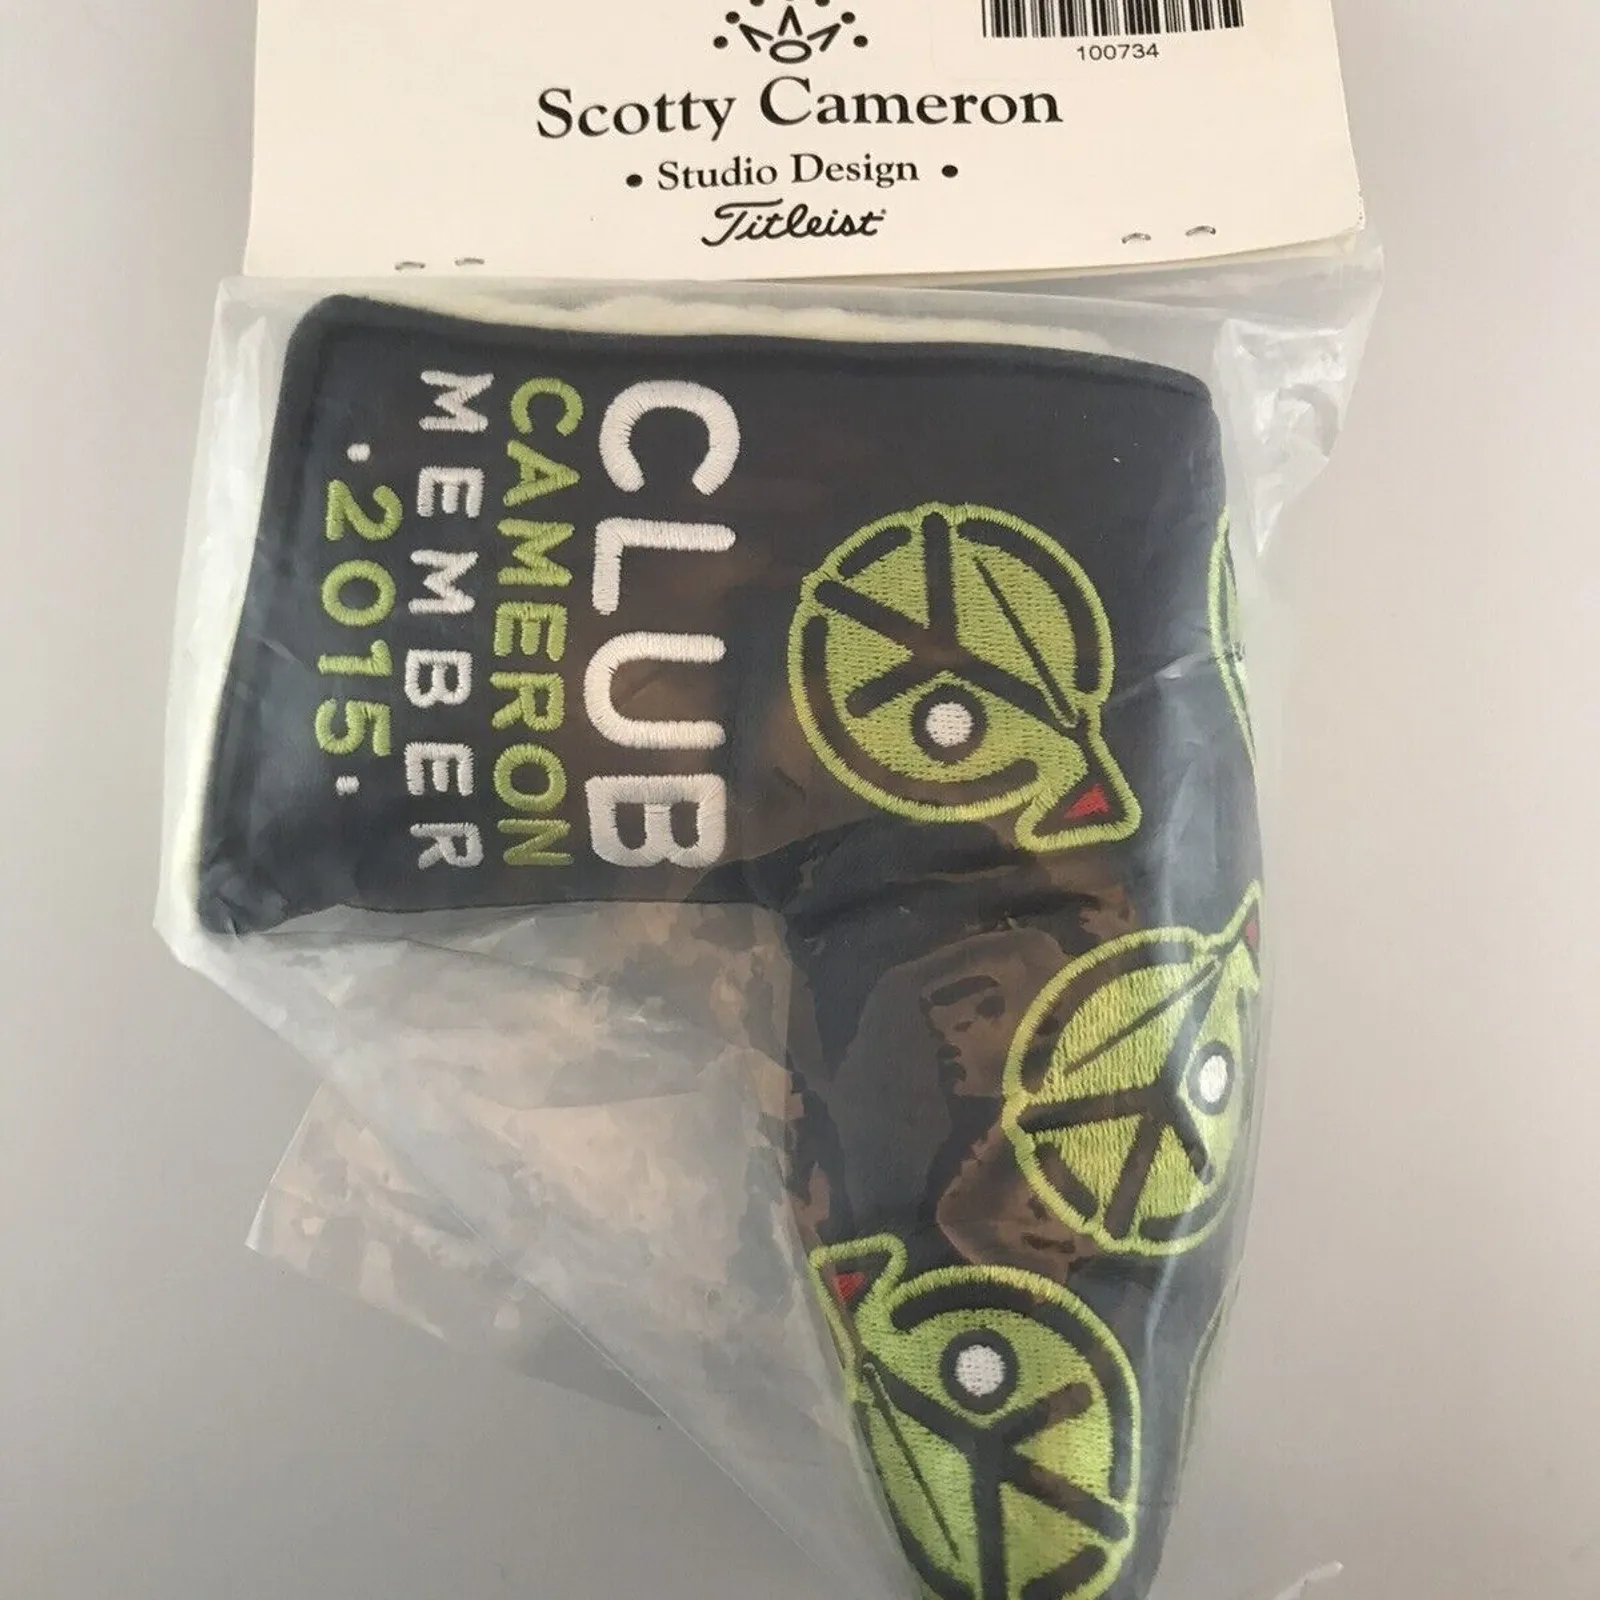 100734
Scotty Cameron
• Studio Design •
Titleist
CLUB
CAMERON
MEMBER
.2015.